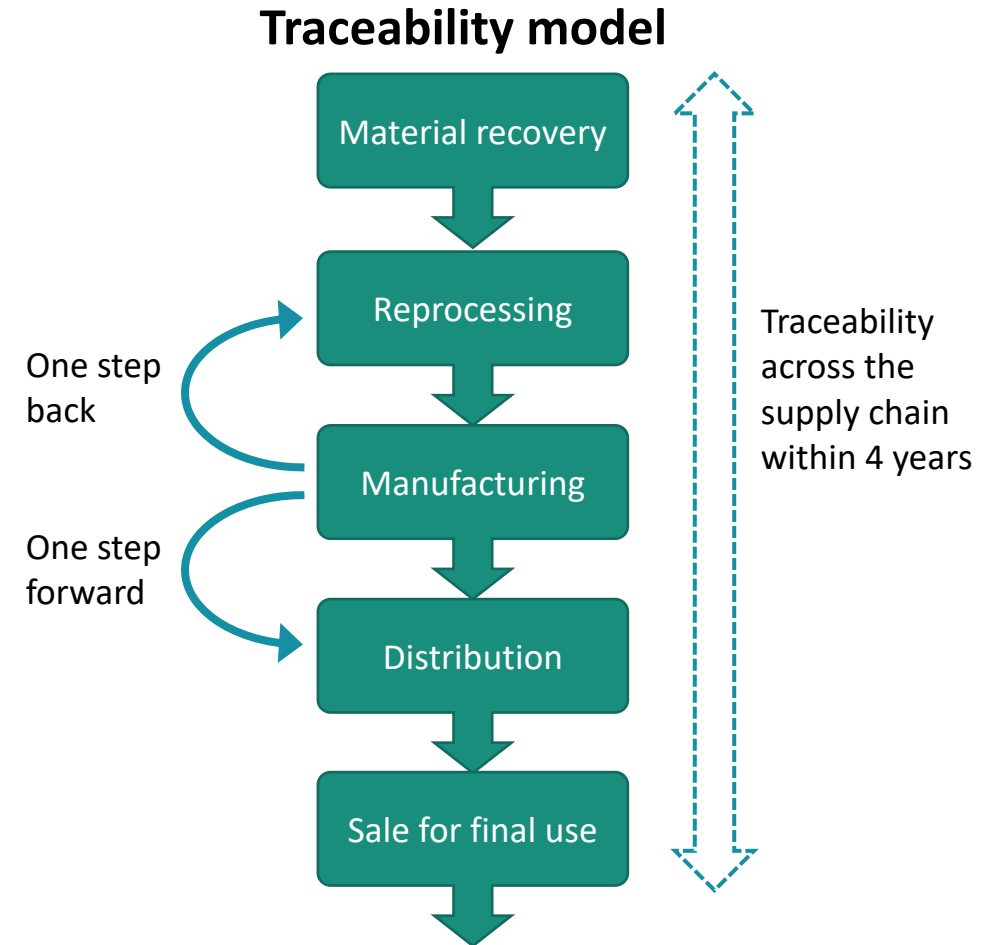 Traceability model
Material recovery
Reprocessing
One step
back
Manufacturing
One step
forward
Distribution
Sale for final use
Traceability
across the
supply chain
within 4 years